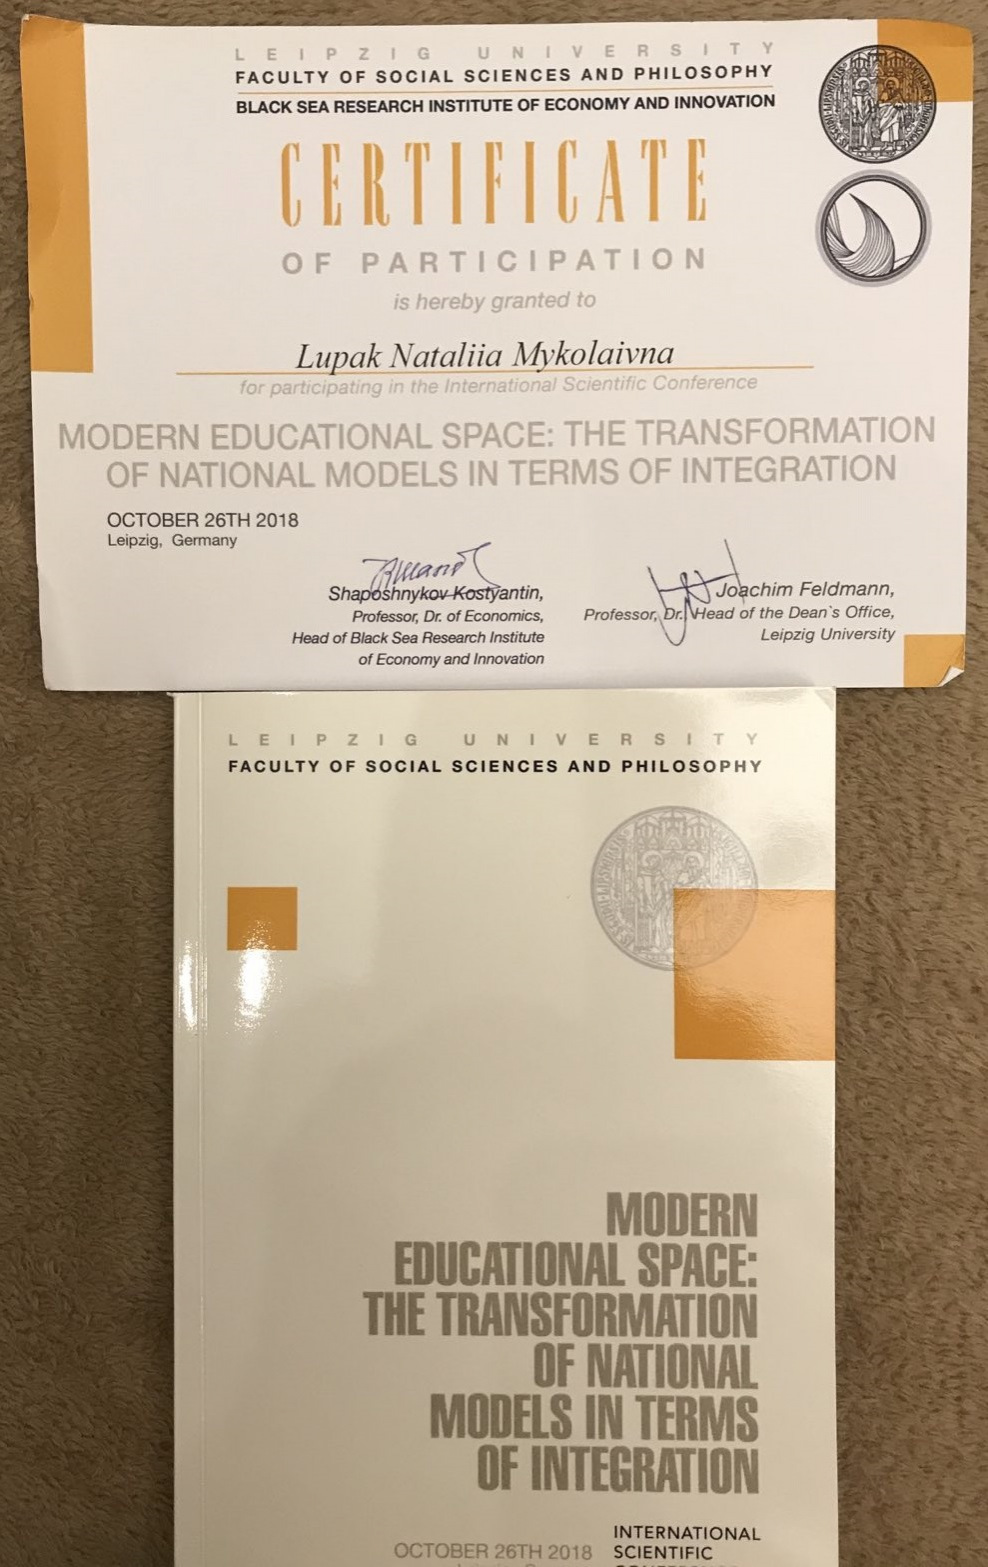 LEIPZIG UNIVERSITY
FACULTY OF SOCIAL SCIENCES AND PHILOSOPHY
BLACK SEA RESEARCH INSTITUTE OF ECONOMY AND INNOVATION
CERTIFICATE
OF PARTICIPATION
is hereby granted to
Lupak Nataliia Mykolaivna
for participating in the International Scientific Conference
MODERN EDUCATIONAL SPACE: THE TRANSFORMATION
OF NATIONAL MODELS IN TERMS OF INTEGRATION
OCTOBER 26TH 2018
Leipzig, Germany
Shaposhnykov Kostyantin,
Professor, Dr. of Economics,
Head of Black Sea Research Institute
of Economy and Innovation
Joachim Feldmann,
Professor, Dr. Head of the Dean`s Office,
Leipzig University
LEIPZIG UNIVERSITY
FACULTY OF SOCIAL SCIENCES AND PHILOSOPHY
MODERN
EDUCATIONAL SPACE:
THE TRANSFORMATION
OF NATIONAL
MODELS IN TERMS
OF INTEGRATION
OCTOBER 26TH 2018
INTERNATIONAL
SCIENTIFIC